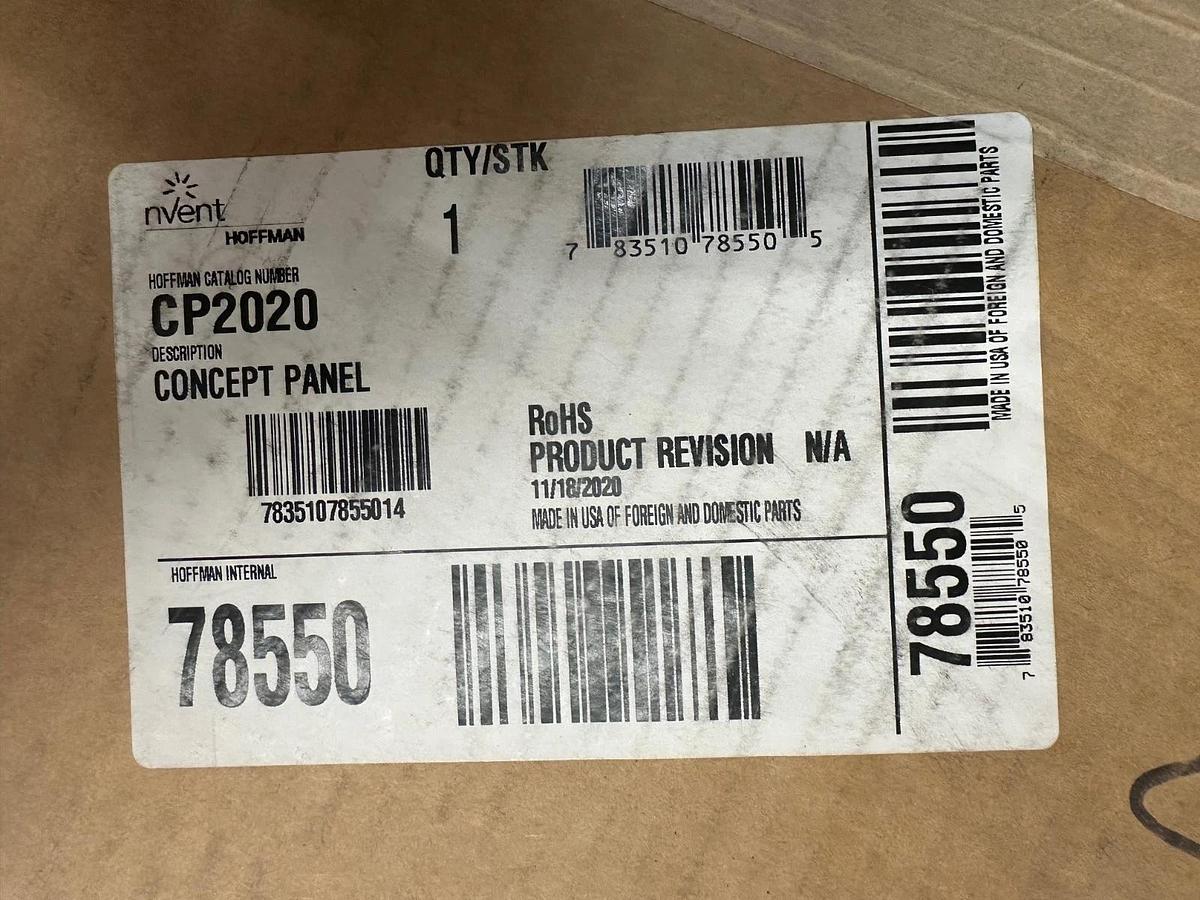 nVent
HOFFMAN
QTY/STK
1
7 83510 78550 5
HOFFMAN CATALOG NUMBER
CP2020
DESCRIPTION
CONCEPT PANEL
7835107855014
RoHS
PRODUCT REVISION N/A
11/18/2020
MADE IN USA OF FOREIGN AND DOMESTIC PARTS
HOFFMAN INTERNAL
78550
MADE IN USA OF FOREIGN AND DOMESTIC PARTS
78550
7 83510 78550 5